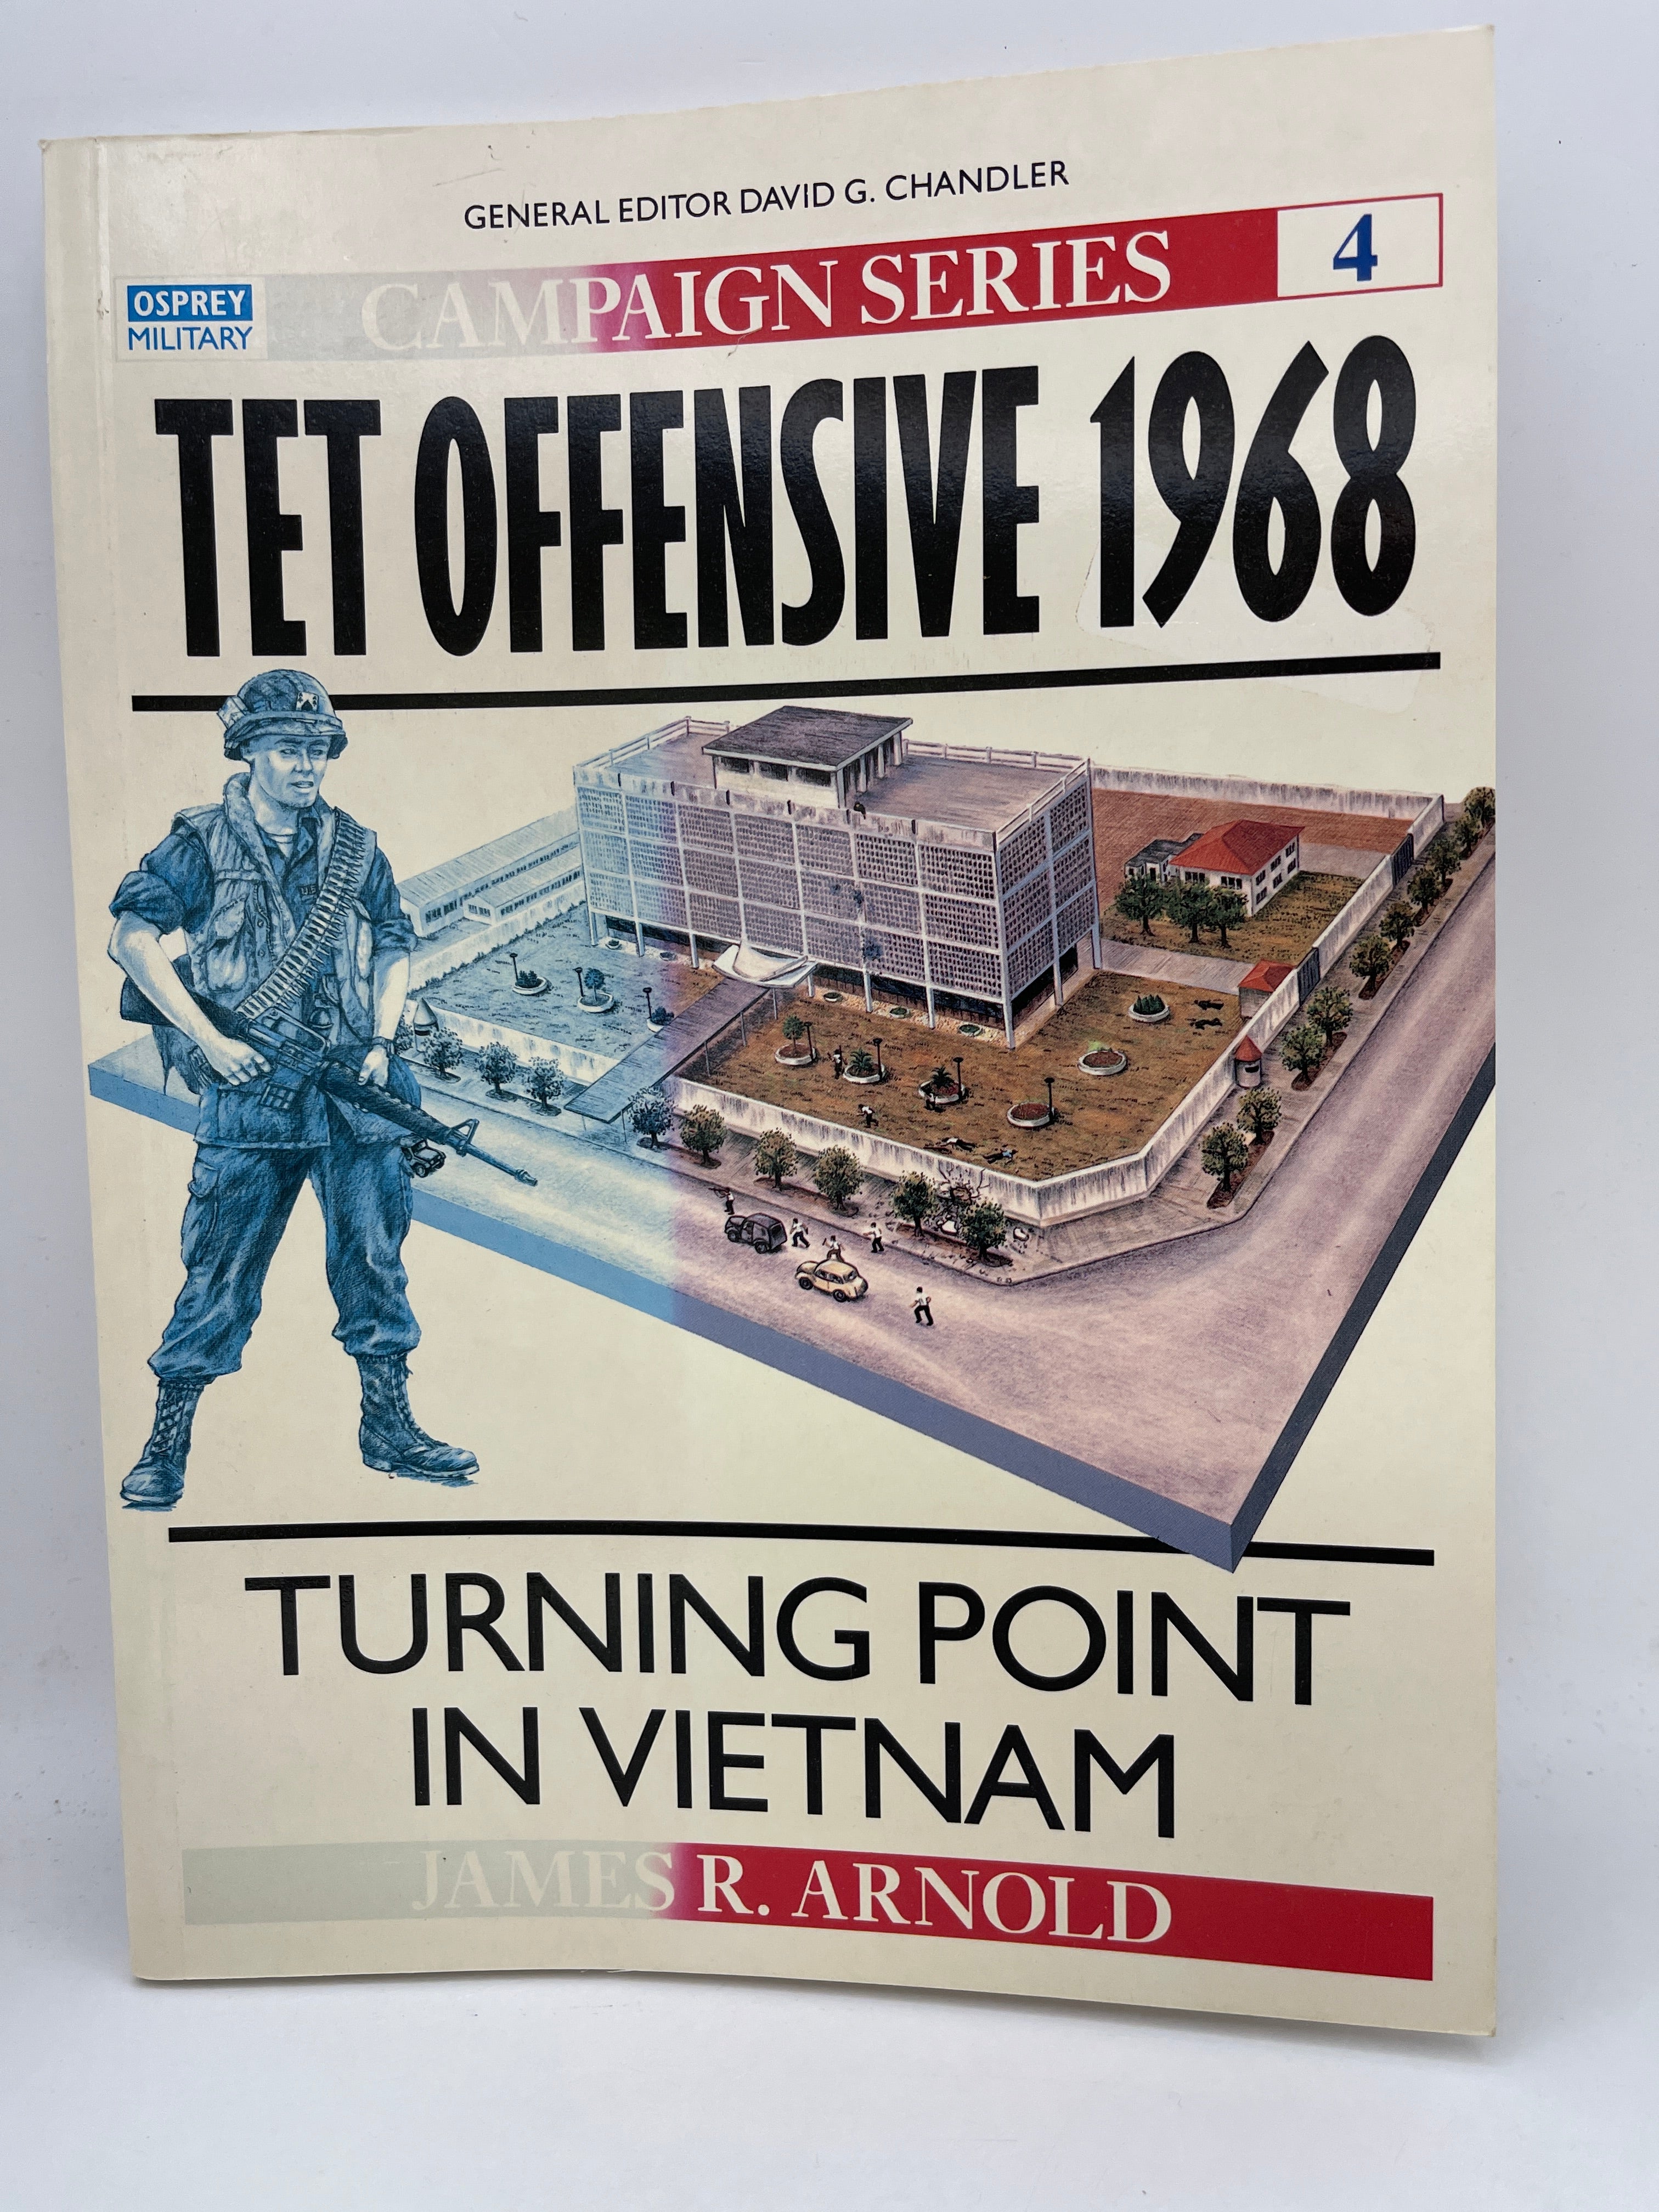 GENERAL EDITOR DAVID G. CHANDLER
CAMPAIGN SERIES 4
OSPREY
MILITARY
TET OFFENSIVE 1968
TURNING POINT
IN VIETNAM
JAMES R. ARNOLD